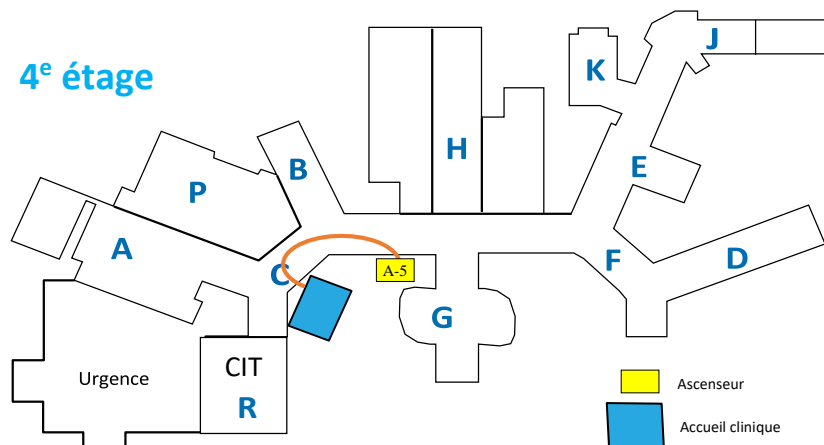 4e étage
J
K
H
B
E
P
A
C
A-5
F
D
G
CIT
Urgence
R
Ascenseur
Accueil clinique